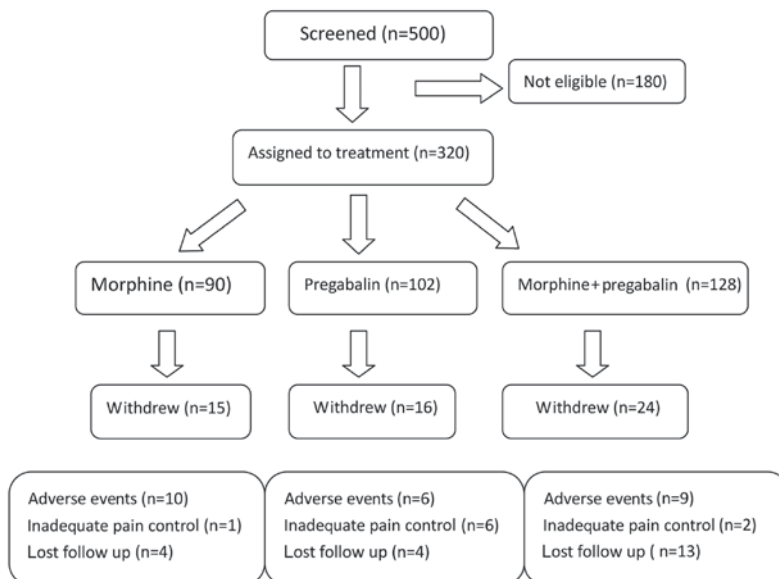 Screened (n=500)
Not eligible (n=180)
Assigned to treatment (n=320)
Morphine (n=90)
Pregabalin (n=102)
Morphine+pregabalin (n=128)
Withdrew (n=15)
Withdrew (n=16)
Withdrew (n=24)
Adverse events (n=10)
Inadequate pain control (n=1)
Lost follow up (n=4)
Adverse events (n=6)
Inadequate pain control (n=6)
Lost follow up (n=4)
Adverse events (n=9)
Inadequate pain control (n=2)
Lost follow up ( n=13)